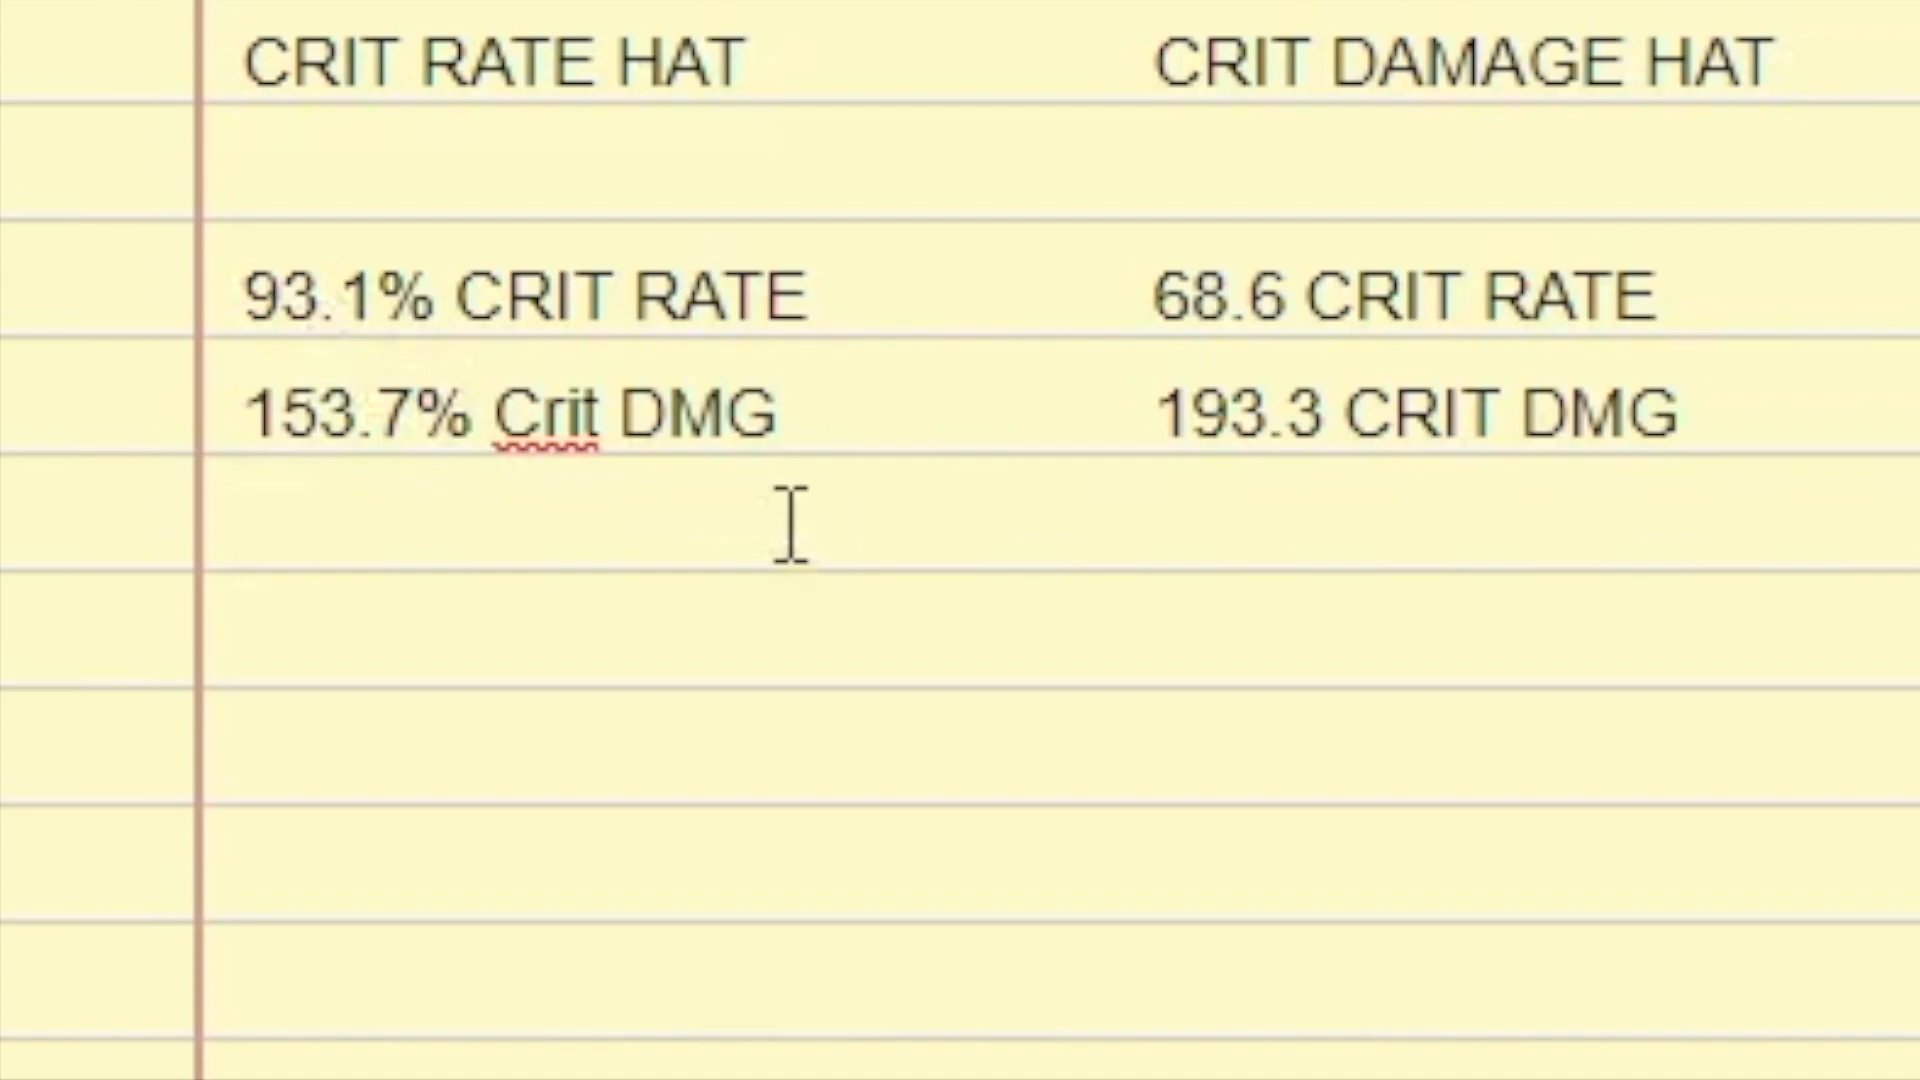 CRIT RATE HAT CRIT DAMAGE HAT
93.1% CRIT RATE 68.6 CRIT RATE
153.7% Crit DMG 193.3 CRIT DMG